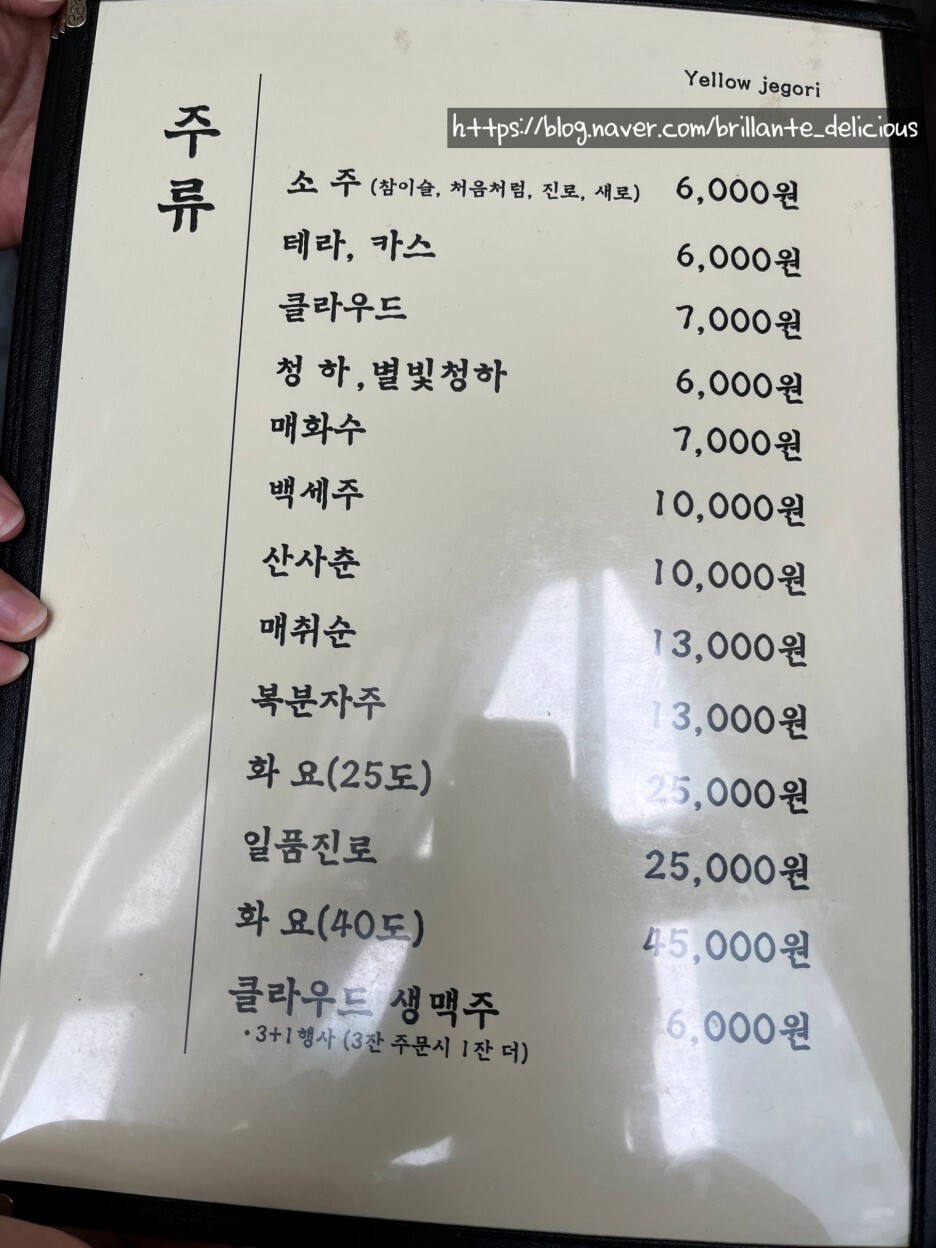 Yellow jegori
https://blog.naver.com/brillante_delicious
주류
소 주 (참이슬, 처음처럼, 진로, 새로) 6,000원
테라, 카스 6,000원
클라우드 7,000원
청 하,별빛청하 6,000원
매화수 7,000원
백세주 10,000원
산사춘 10,000원
매취순 13,000원
복분자주 13,000원
화 요(25도) 25,000원
일품진로 25,000원
화 요(40도) 45,000원
클라우드 생맥주 6,000원
•3+1행사 (3잔 주문시 1잔 더)